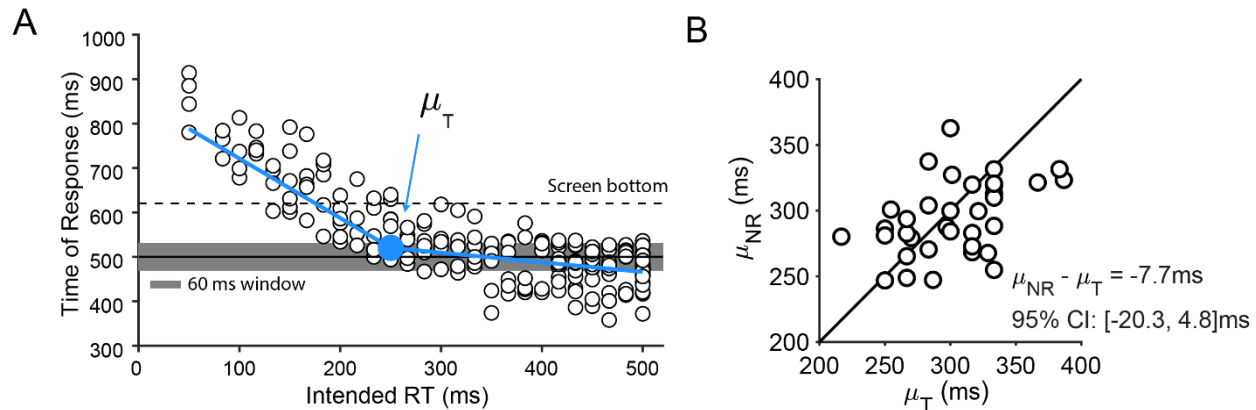 A
Time of Response (ms)
1000
900
800
700
600
500
400
300
μT
Screen bottom
60 ms window
0
100
200
300
400
500
Intended RT (ms)
B
μNR (ms)
400
350
300
250
200
μNR - μT = -7.7ms
95% CI: [-20.3, 4.8]ms
200
250
300
350
400
μT (ms)